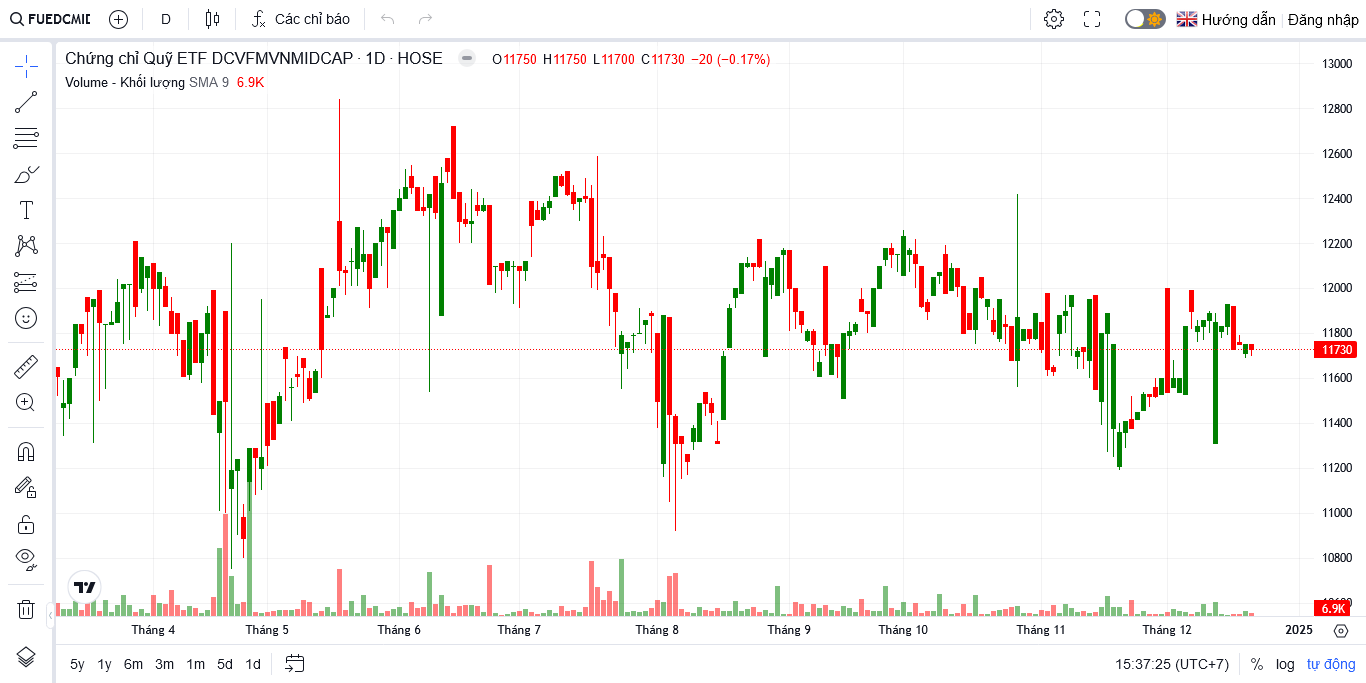 FUEDCMID
D
Các chỉ báo
Hướng dẫn
Đăng nhập
Chứng chỉ Quỹ ETF DCVFMVNMIDCAP · 1D · HOSE
O11750 H11750 L11700 C11730 −20 (−0.17%)
Volume - Khối lượng SMA 9 6.9K
13000
12800
12600
12400
12200
12000
11800
11730
11600
11400
11200
11000
10800
6.9K
Tháng 4
Tháng 5
Tháng 6
Tháng 7
Tháng 8
Tháng 9
Tháng 10
Tháng 11
Tháng 12
2025
5y 1y 6m 3m 1m 5d 1d
15:37:25 (UTC+7)
% log tự động